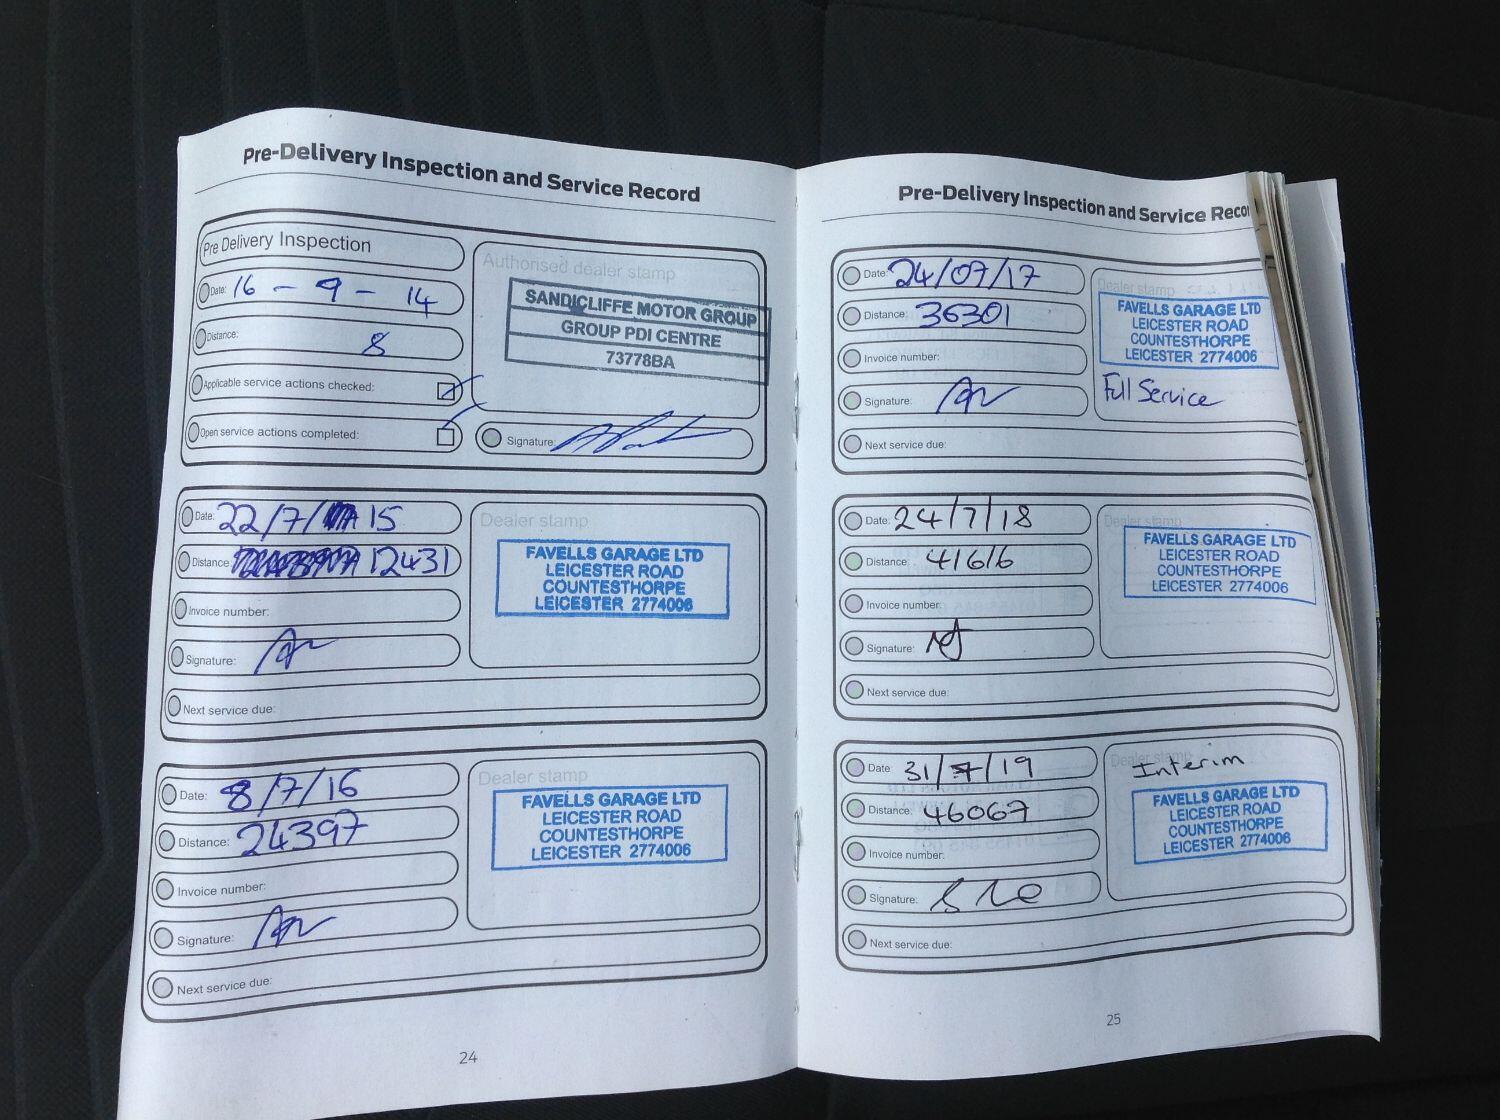 Pre-Delivery Inspection and Service Record
Pre Delivery Inspection
Date: 16 - 9 - 14
Distance: 8
Applicable service actions checked:
Open service actions completed:
Authorised dealer stamp
SANDICLIFFE MOTOR GROUP
GROUP PDI CENTRE
73778BA
Signature:
Date: 22/7/ 15
Distance: 12431
Invoice number:
Signature:
Next service due:
Dealer stamp
FAVELLS GARAGE LTD
LEICESTER ROAD
COUNTESTHORPE
LEICESTER 2774006
Date: 8/7/16
Distance: 24397
Invoice number:
Signature:
Next service due:
Dealer stamp
FAVELLS GARAGE LTD
LEICESTER ROAD
COUNTESTHORPE
LEICESTER 2774006
24
Pre-Delivery Inspection and Service Recor
Date: 24/07/17
Distance: 36301
Invoice number:
Signature:
Next service due:
Dealer stamp
FAVELLS GARAGE LTD
LEICESTER ROAD
COUNTESTHORPE
LEICESTER 2774006
Full Service
Date: 24/7/18
Distance: 41616
Invoice number:
Signature:
Next service due:
Dealer stamp
FAVELLS GARAGE LTD
LEICESTER ROAD
COUNTESTHORPE
LEICESTER 2774006
Date: 31/7/19
Distance: 46067
Invoice number:
Signature:
Next service due:
Dealer stamp
Interim
FAVELLS GARAGE LTD
LEICESTER ROAD
COUNTESTHORPE
LEICESTER 2774006
25